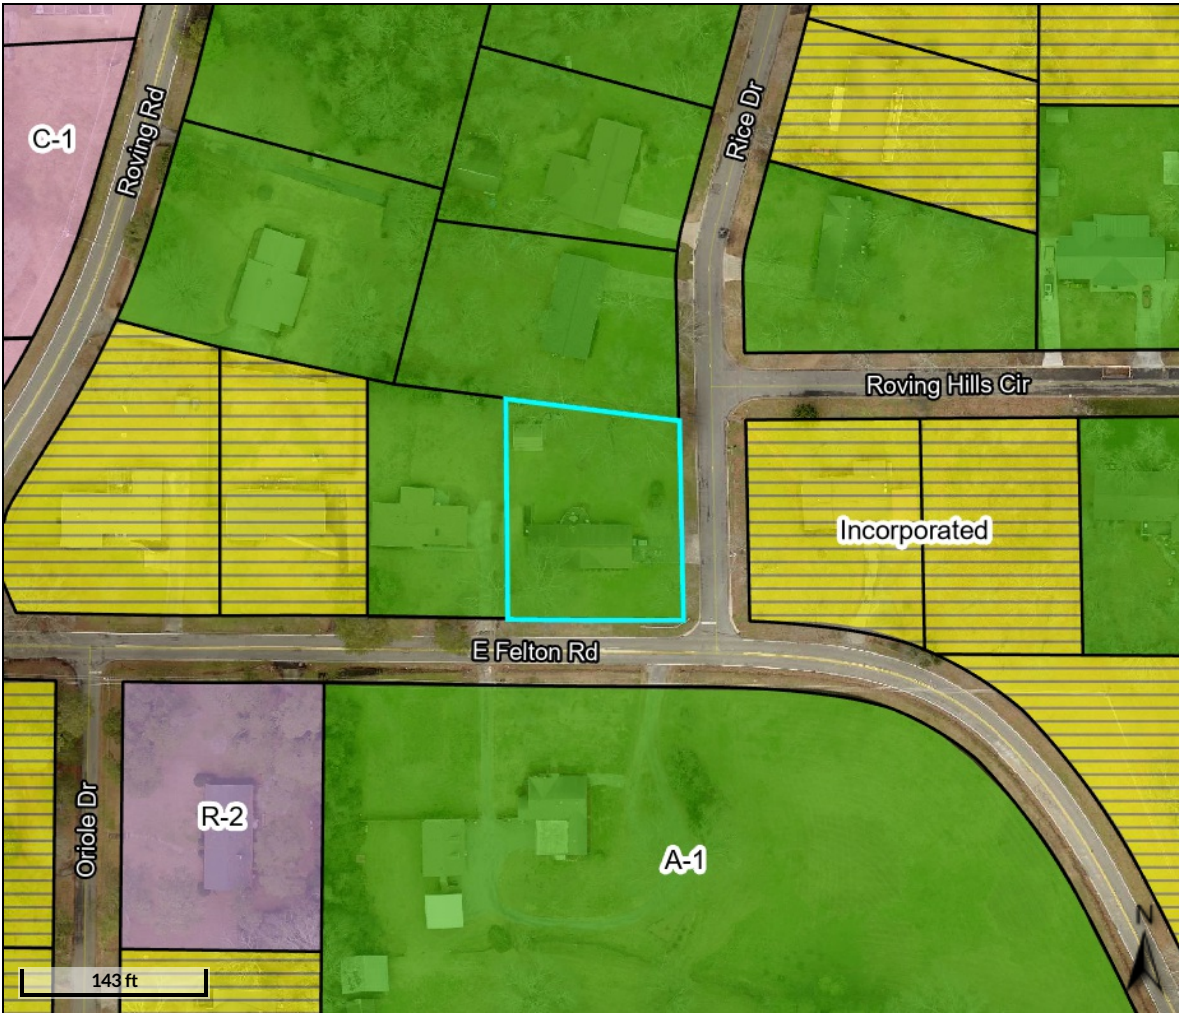 Rice Dr
Roving Rd
C-1
Roving Hills Cir
Incorporated
E Felton Rd
Oriole Dr
R-2
A-1
N
143 ft